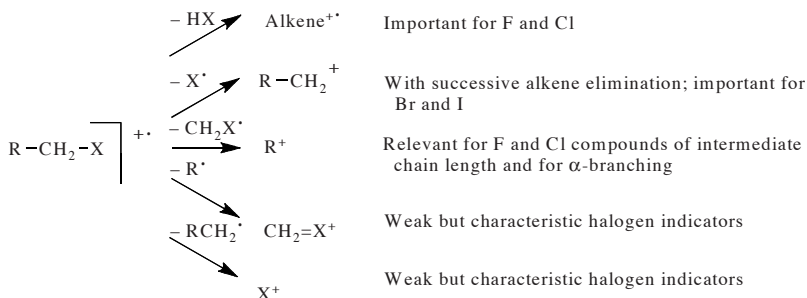 – HX
Alkene⁺•
Important for F and Cl
– X•
R–CH₂⁺
With successive alkene elimination; important for
Br and I
R–CH₂–X
+•
– CH₂X•
R⁺
Relevant for F and Cl compounds of intermediate
chain length and for α-branching
– R•
– RCH₂•
CH₂=X⁺
Weak but characteristic halogen indicators
X⁺
Weak but characteristic halogen indicators